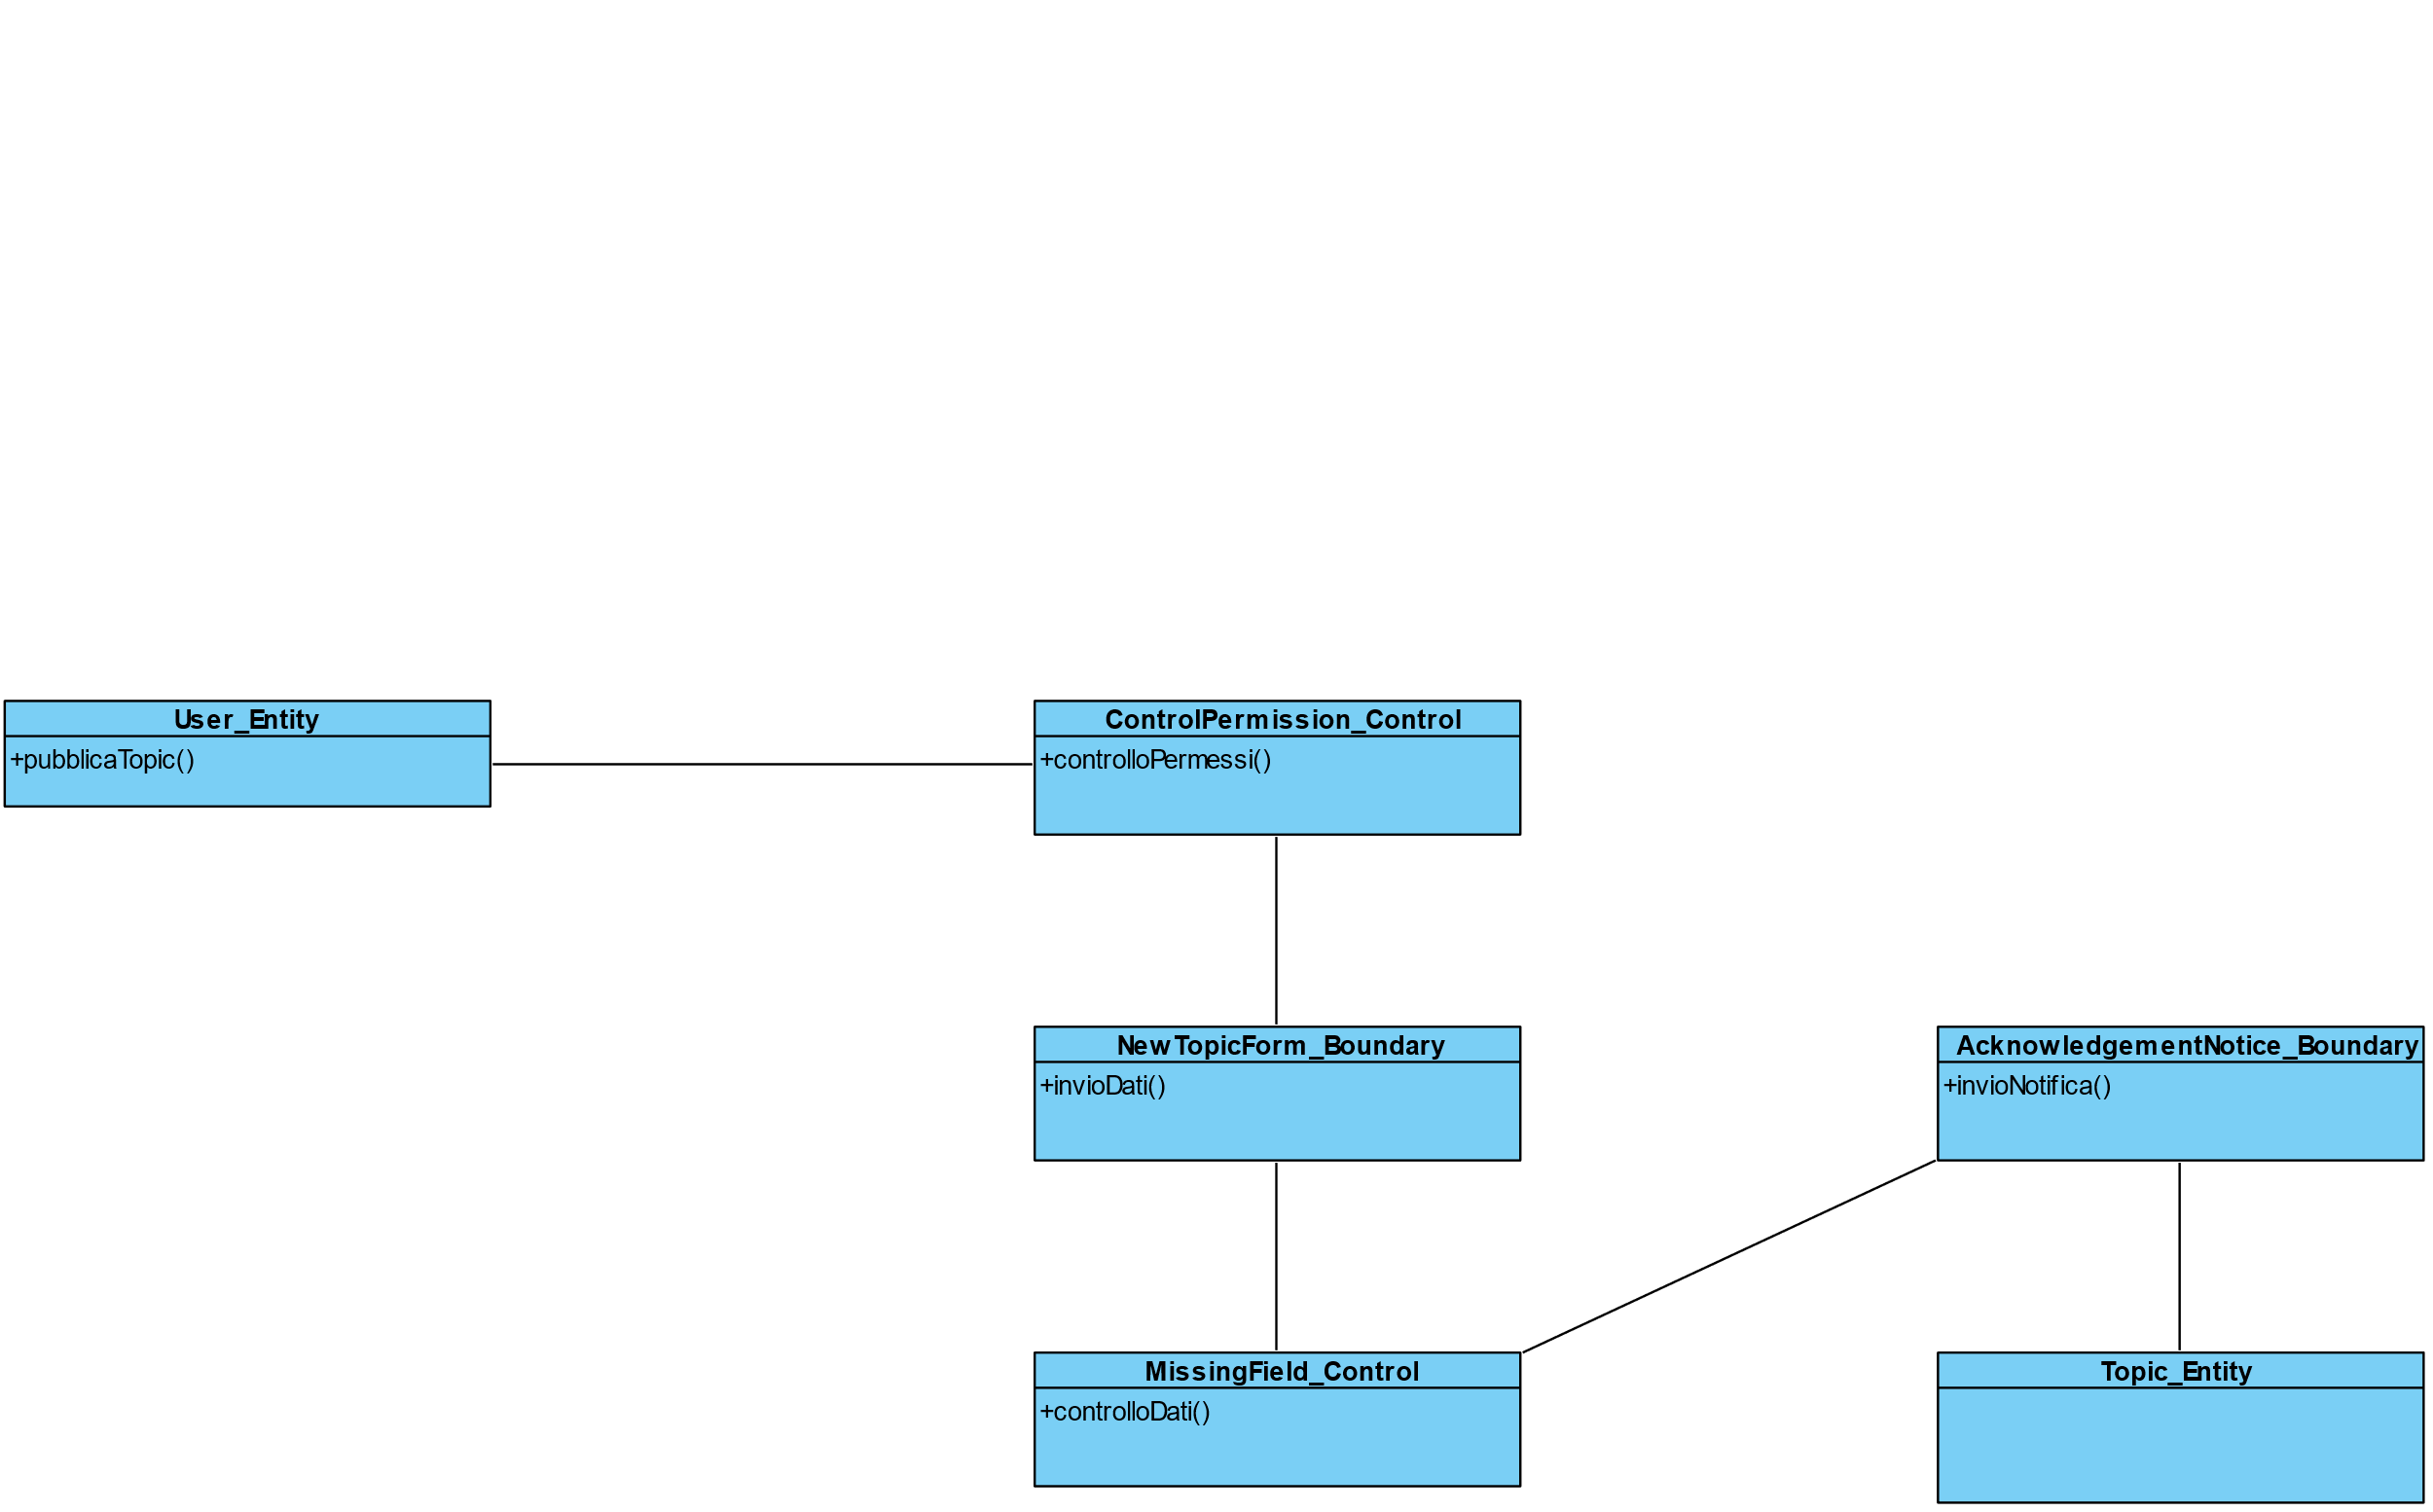 User_Entity
+pubblicaTopic()
ControlPermission_Control
+controlloPermessi()
NewTopicForm_Boundary
+invioDati()
AcknowledgementNotice_Boundary
+invioNotifica()
MissingField_Control
+controlloDati()
Topic_Entity